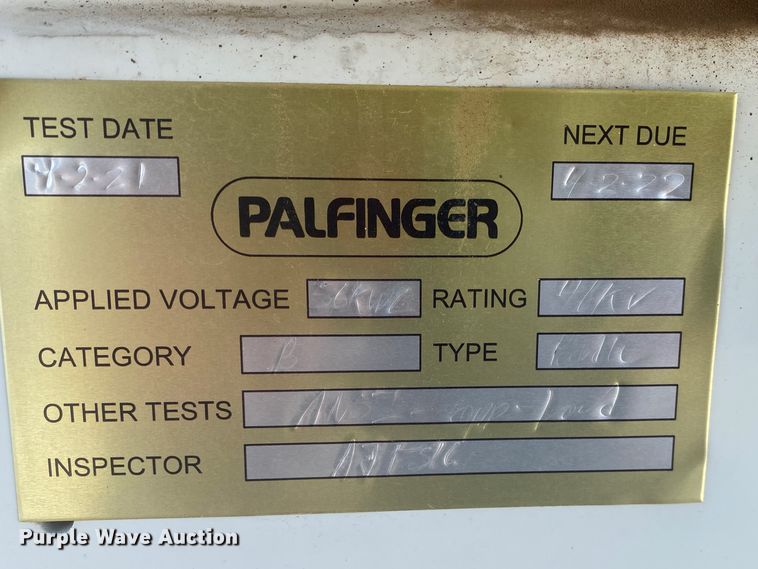 TEST DATE
NEXT DUE
4-2-21
4-2-22
PALFINGER
APPLIED VOLTAGE RATING
CATEGORY B TYPE
OTHER TESTS ANSI
INSPECTOR
Purple Wave Auction